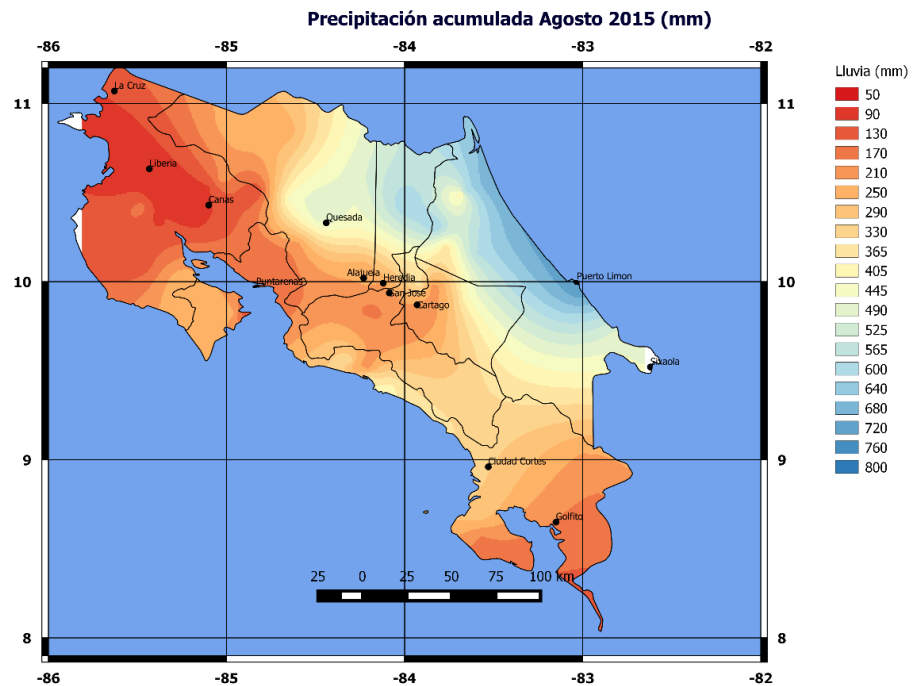 Precipitación acumulada Agosto 2015 (mm)
-86 -85 -84 -83 -82
Lluvia (mm)
50
90
130
170
210
250
290
330
365
405
445
490
525
565
600
640
680
720
760
800
11 11
La Cruz
Liberia
Canas
Quesada
10 10
Alajuela
Heredia
Puntarenas
San José
Cartago
Puerto Limon
Sixaola
9 9
Ciudad Cortes
Golfito
25 0 25 50 75 100 km
8 8
-86 -85 -84 -83 -82